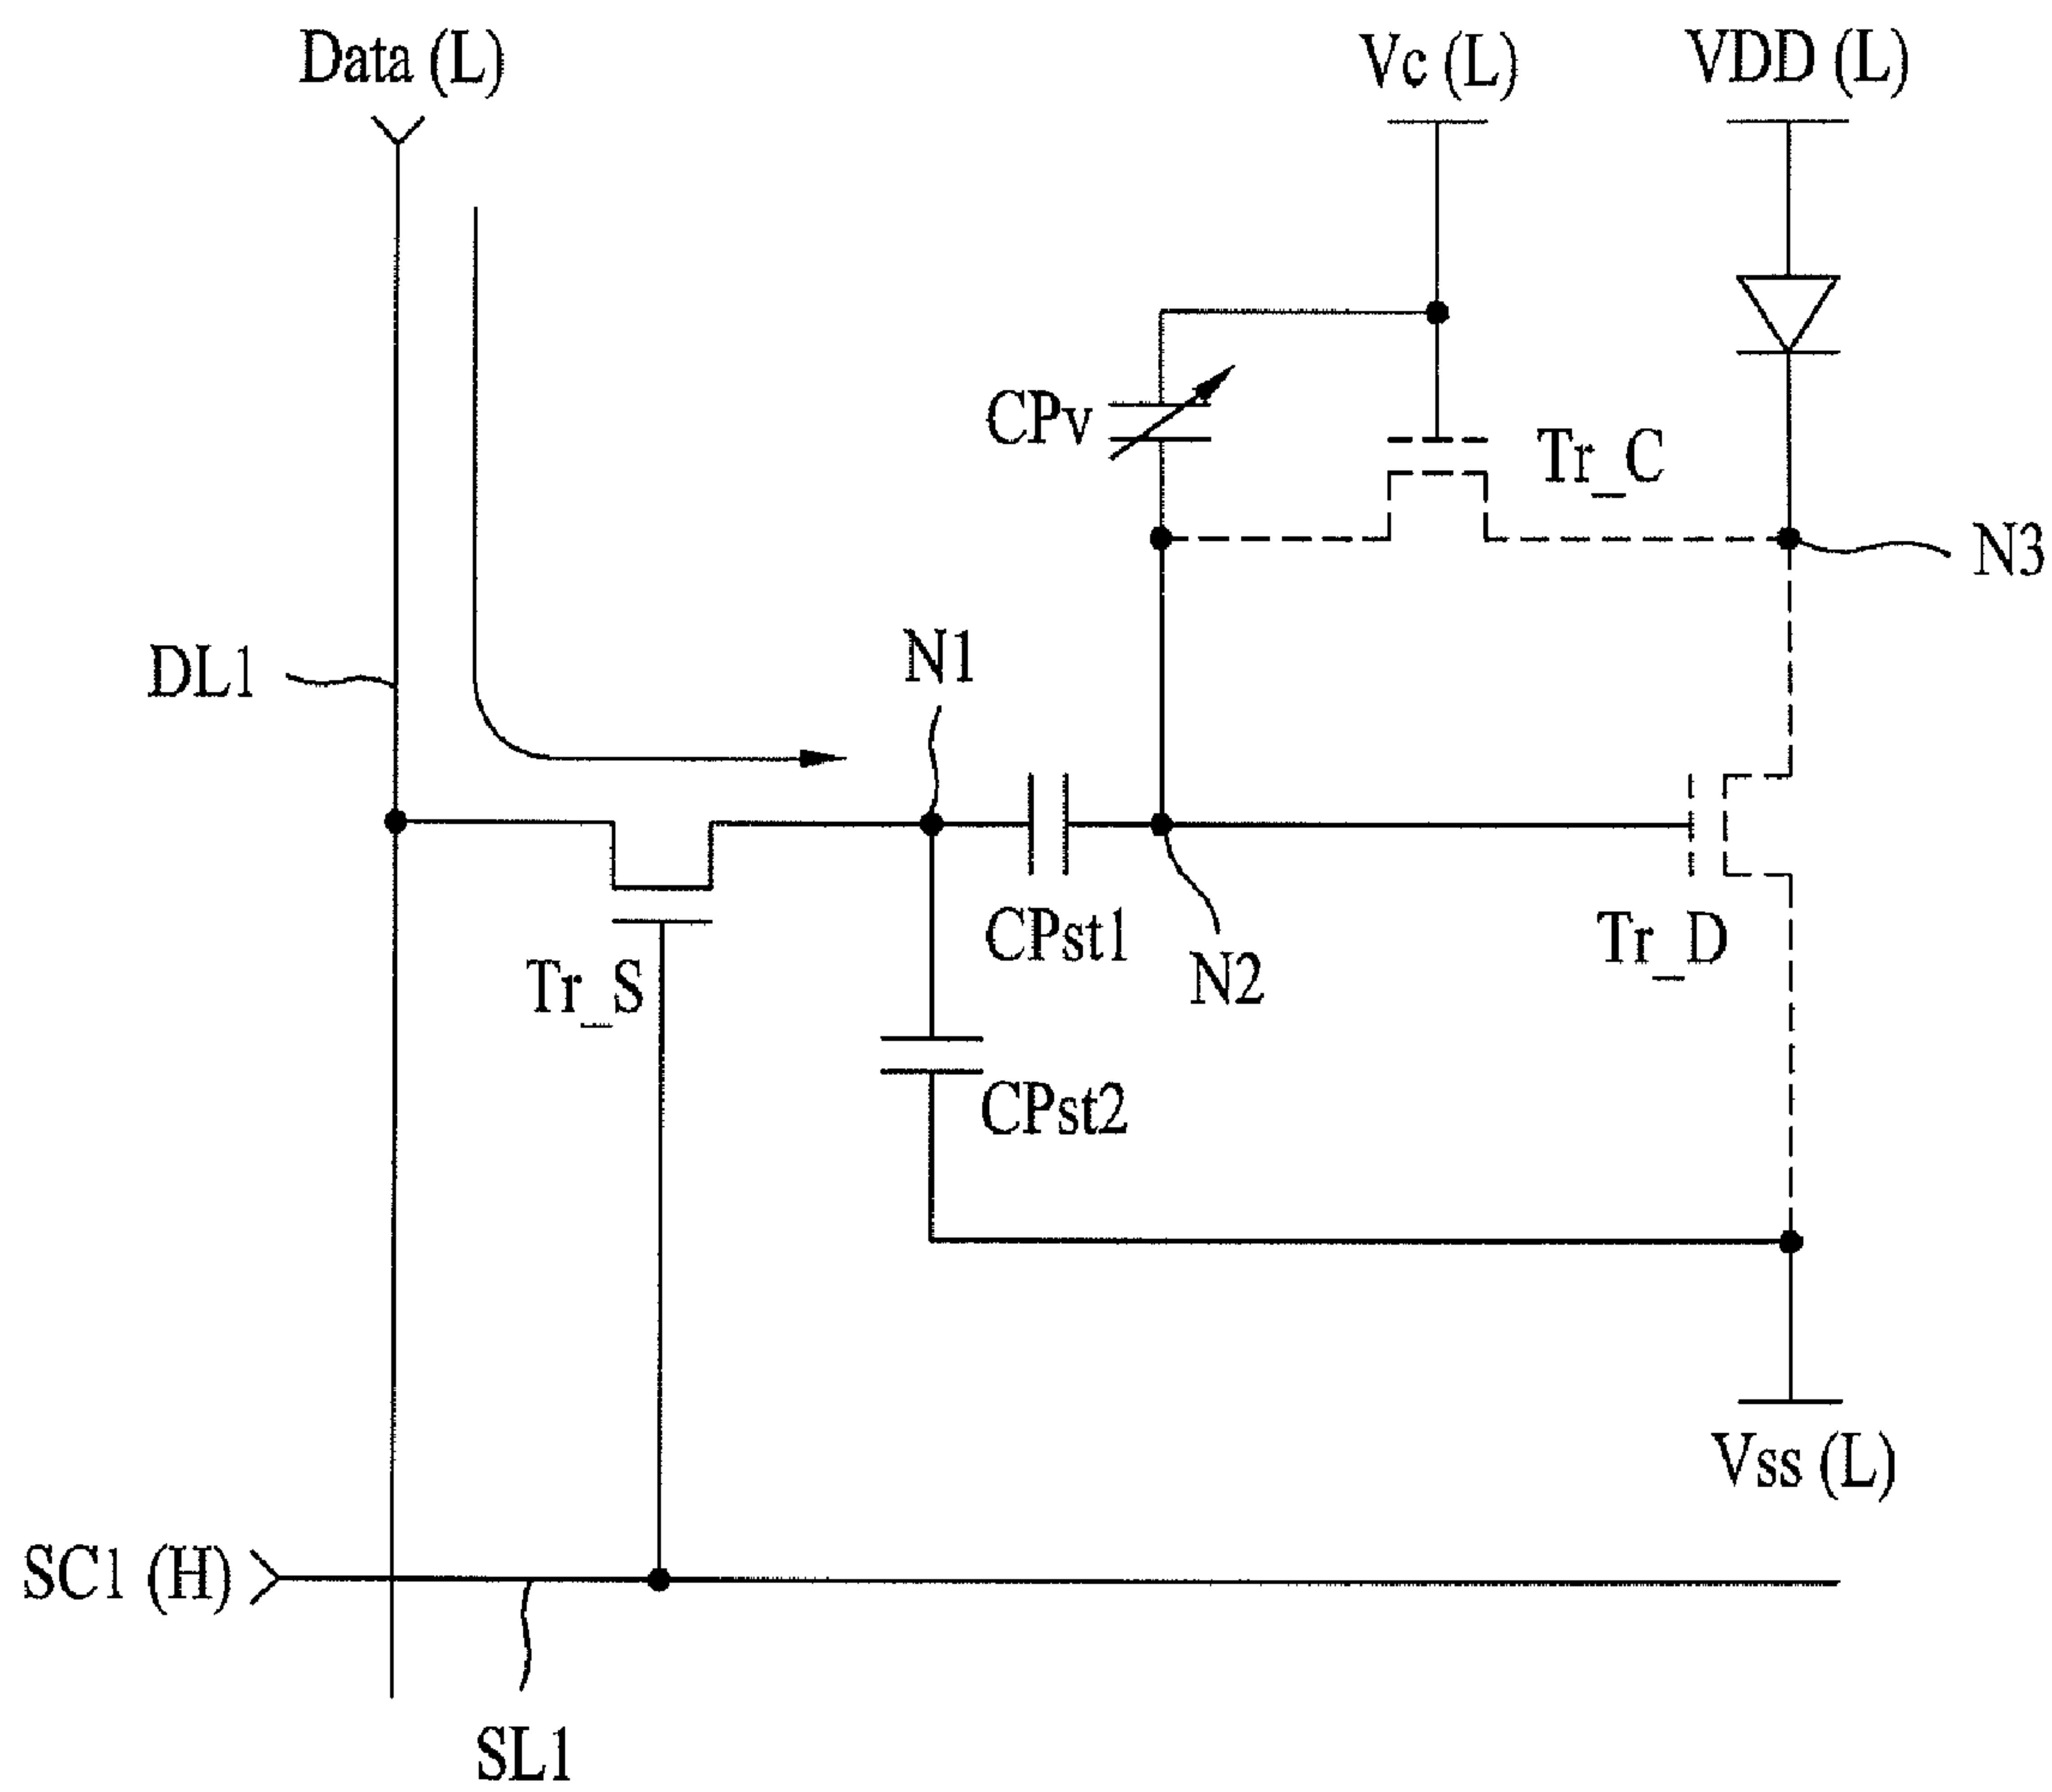 Data (L)
Vc (L)
VDD (L)
CPv
Tr_C
N3
N1
DL1
CPst1
N2
Tr_D
Tr_S
CPst2
Vss (L)
SC1 (H)
SL1